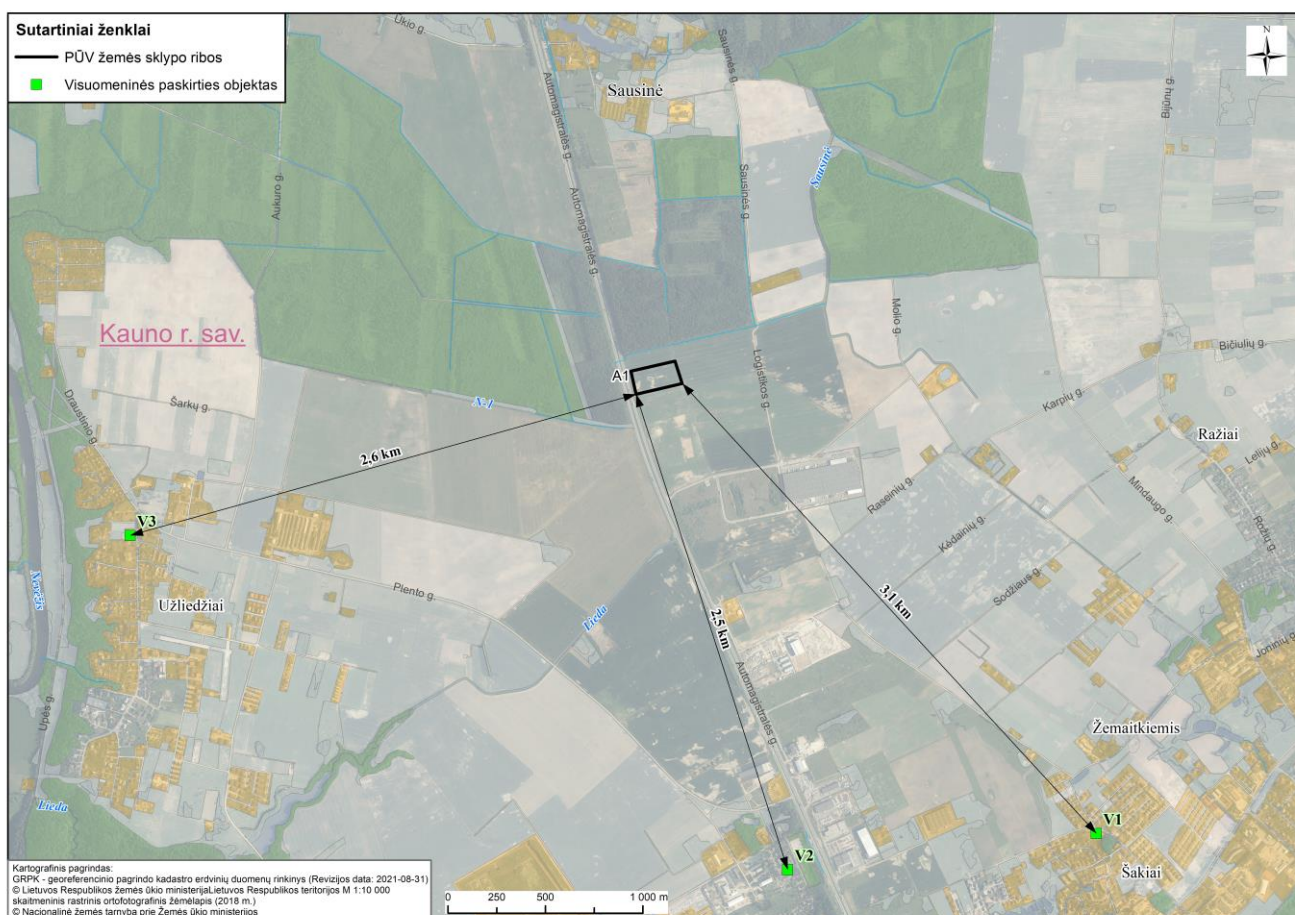 Sutartiniai ženklai
PŪV žemės sklypo ribos
Visuomeninės paskirties objektas
N
Ūkio g.
Sausinė
Sausinės g.
Automagistralės g.
Automagistralės g.
Automagistralės g.
Sausinės g.
Sausinė
Bijūnų g.
Aukuro g.
Kauno r. sav.
Draustinio g.
Šarkų g.
N-1
A1
Molio g.
Logistikos g.
Bičiulių g.
Karpių g.
Ražiai
Lelijų g.
Mindaugo g.
Rožių g.
2,6 km
Raseinių g.
Kėdainių g.
Sodžiaus g.
V3
Nevėžis
Užliedžiai
Plento g.
Lieda
2,5 km
3,1 km
Joninių g.
Automagistralės g.
Upės g.
Žemaitkiemis
Lieda
V1
V2
Šakiai
Kartografinis pagrindas:
GRPK - georeferencinio pagrindo kadastro erdvinių duomenų rinkinys (Revizijos data: 2021-08-31)
© Lietuvos Respublikos žemės ūkio ministerijaLietuvos Respublikos teritorijos M 1:10 000
skaitmeninis rastrinis ortofotografinis žemėlapis (2018 m.)
© Nacionalinė žemės tarnyba prie Žemės ūkio ministerijos
0 250 500 1 000 m